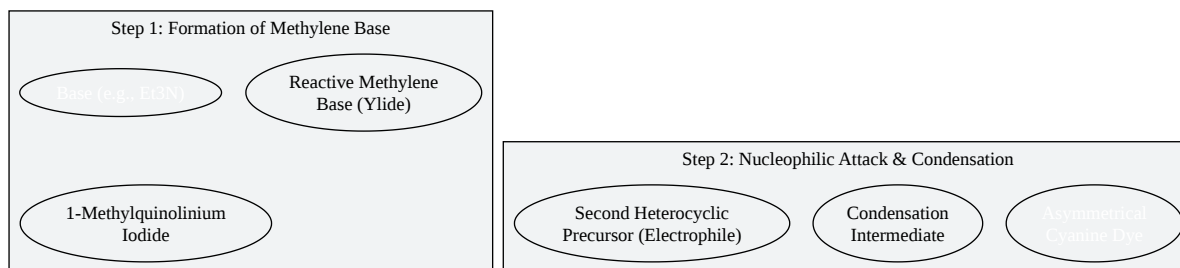 Step 1: Formation of Methylene Base
Base (e.g., Et3N)
Reactive Methylene
Base (Ylide)
1-Methylquinolinium
Iodide
Step 2: Nucleophilic Attack & Condensation
Second Heterocyclic
Precursor (Electrophile)
Condensation
Intermediate
Asymmetrical
Cyanine Dye